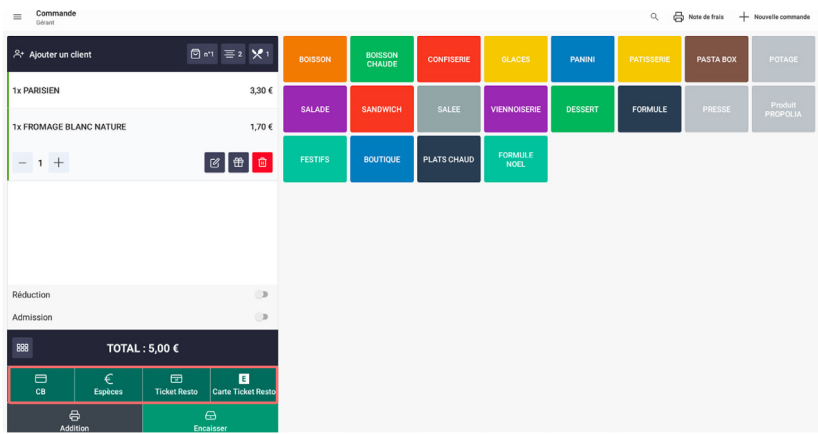 Commande
Gérant
Note de frais
Nouvelle commande
Ajouter un client
n°1
2
1
1x PARISIEN 3,30 €
1x FROMAGE BLANC NATURE 1,70 €
1
Réduction
Admission
TOTAL : 5,00 €
CB
Espèces
Ticket Resto
E
Carte Ticket Resto
Addition
Encaisser
BOISSON
BOISSON
CHAUDE
CONFISERIE
GLACES
PANINI
PATISSERIE
PASTA BOX
POTAGE
SALADE
SANDWICH
SALEE
VIENNOISERIE
DESSERT
FORMULE
PRESSE
Produit
PROPOLIA
FESTIFS
BOUTIQUE
PLATS CHAUD
FORMULE
NOEL